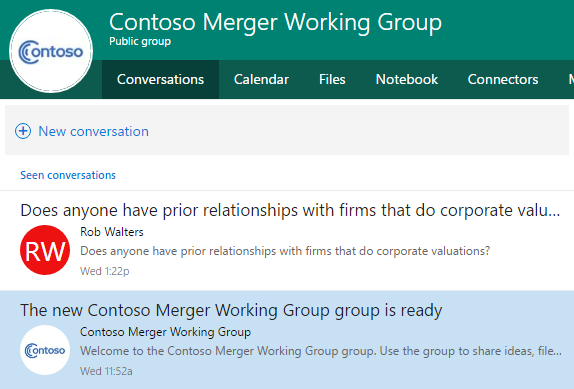 Contoso Merger Working Group
Public group
Contoso
Conversations Calendar Files Notebook Connectors M
New conversation
Seen conversations
Does anyone have prior relationships with firms that do corporate valu...
RW
Rob Walters
Does anyone have prior relationships with firms that do corporate valuations?
Wed 1:22p
The new Contoso Merger Working Group group is ready
Contoso
Contoso Merger Working Group
Welcome to the Contoso Merger Working Group group. Use the group to share ideas, file...
Wed 11:52a